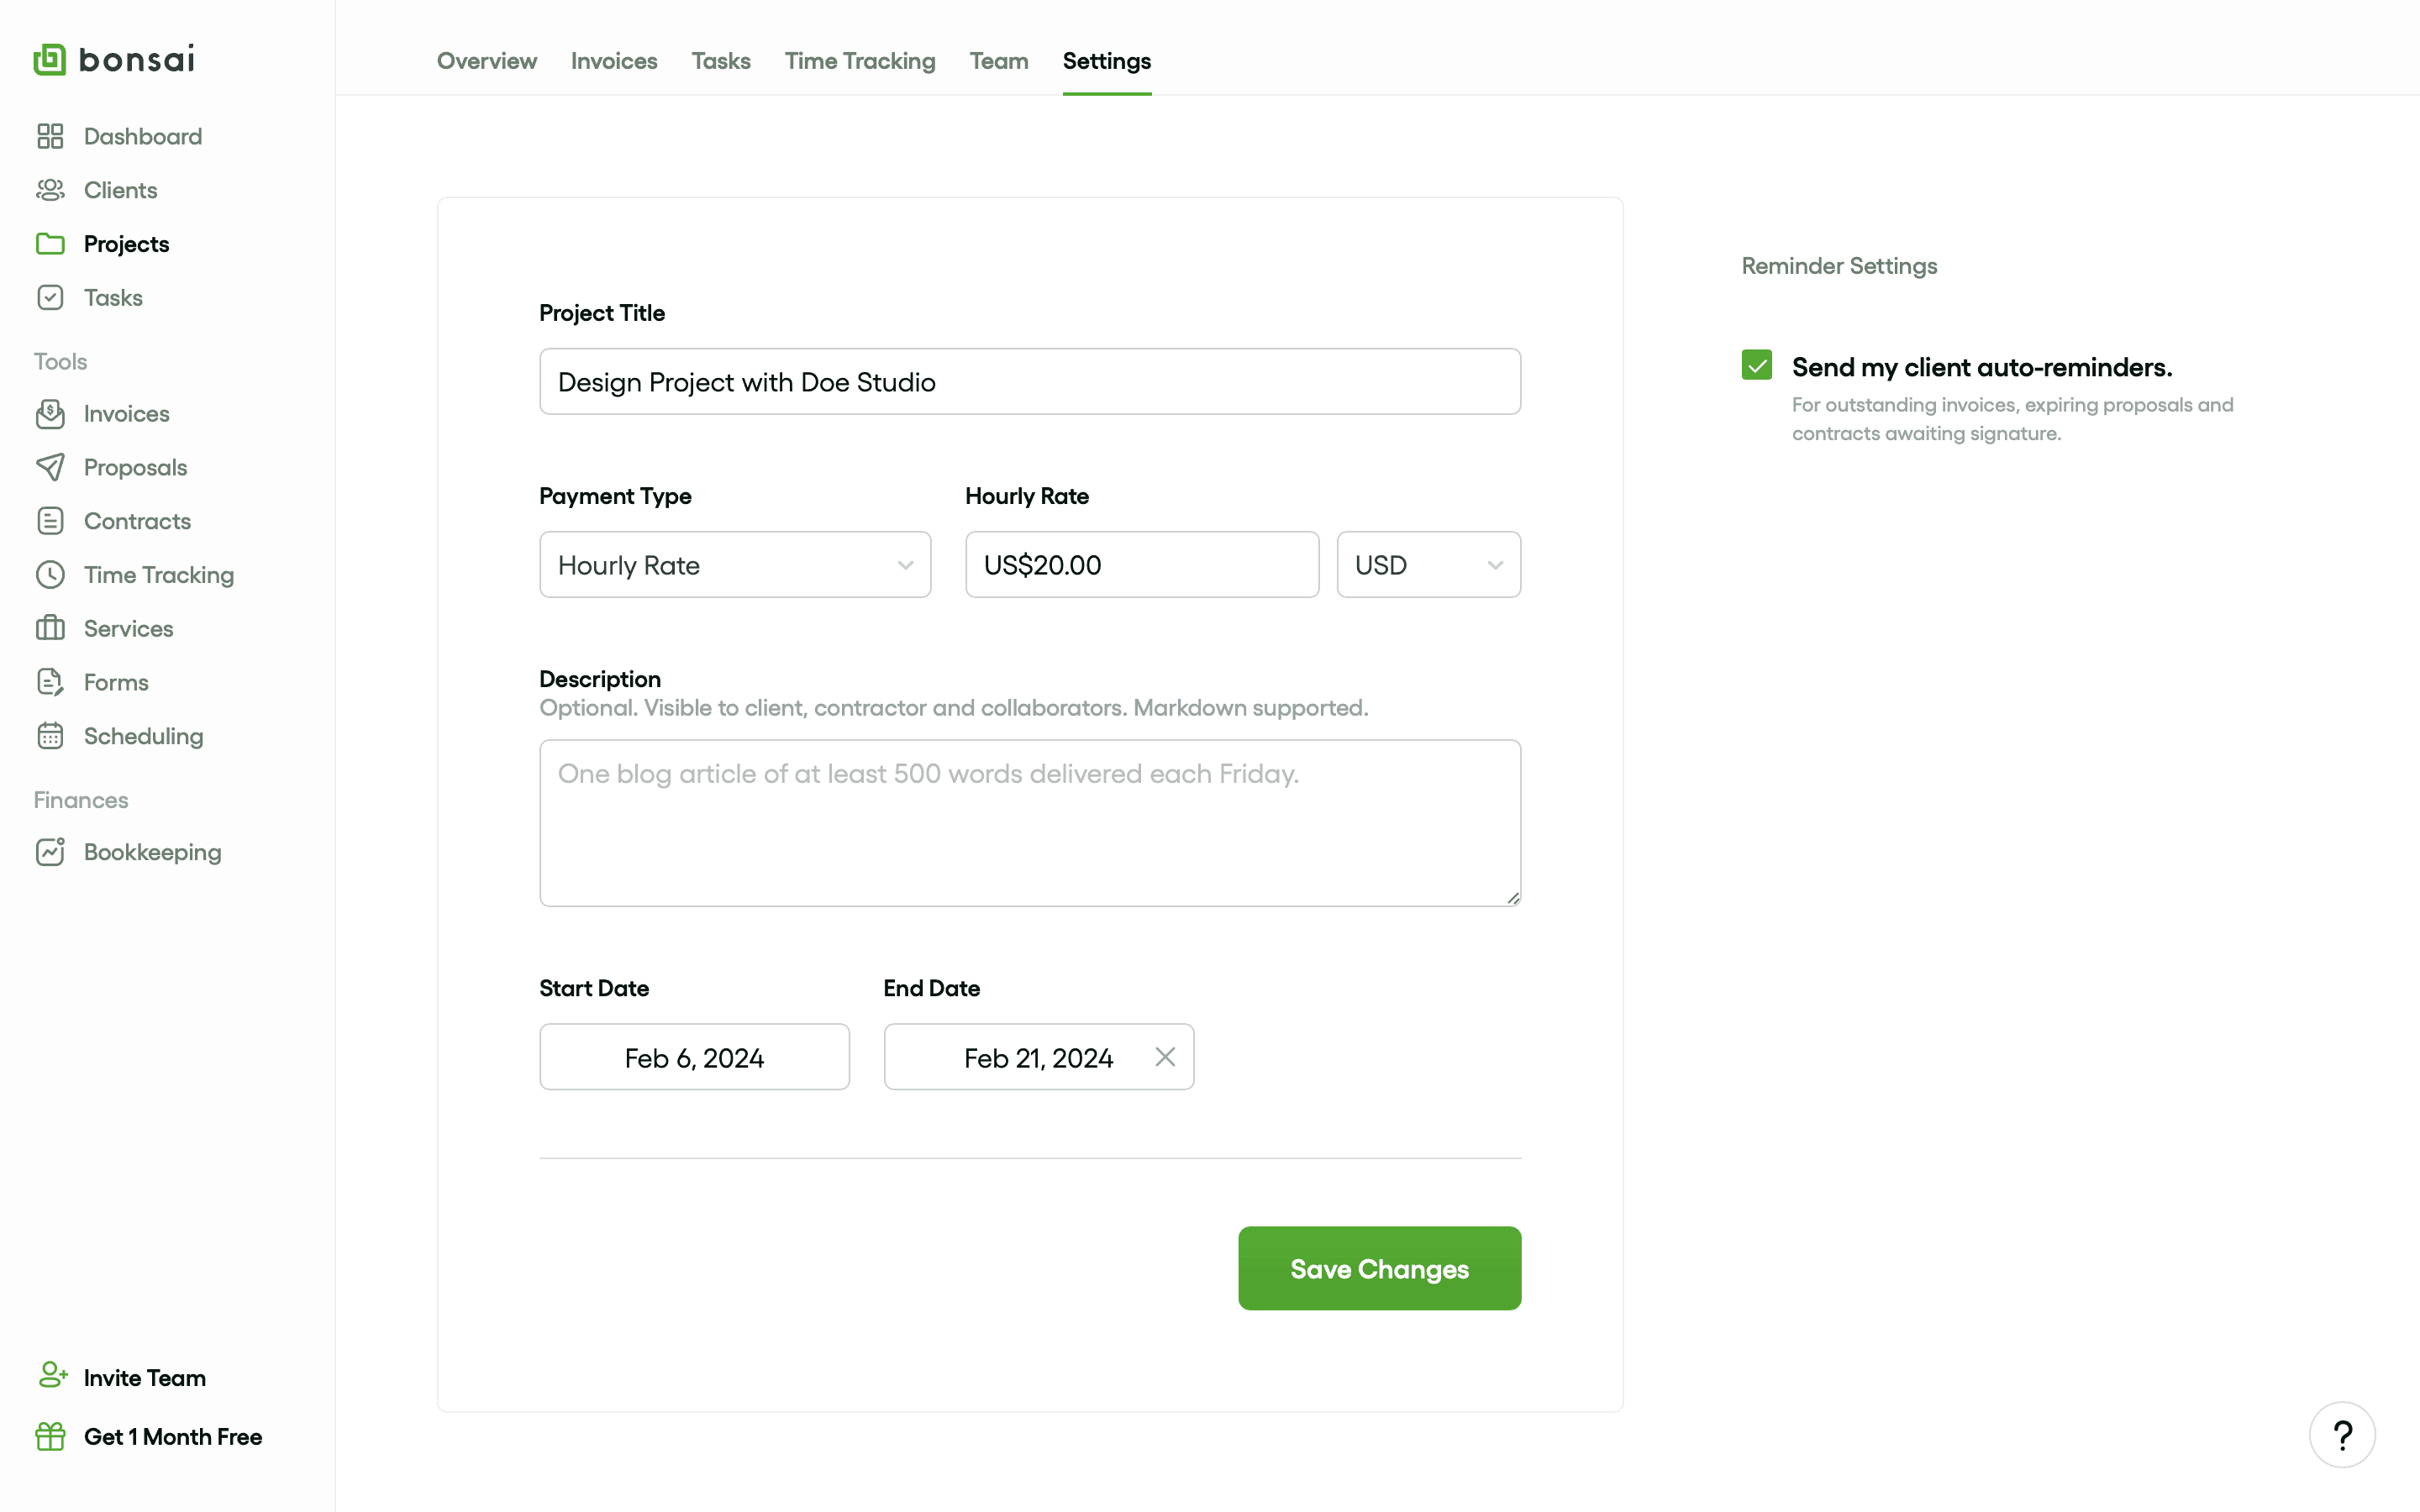 bonsai
Dashboard
Clients
Projects
Tasks
Tools
Invoices
Proposals
Contracts
Time Tracking
Services
Forms
Scheduling
Finances
Bookkeeping
Invite Team
Get 1 Month Free
Overview Invoices Tasks Time Tracking Team Settings
Project Title
Design Project with Doe Studio
Payment Type Hourly Rate
Hourly Rate US$20.00 USD
Description
Optional. Visible to client, contractor and collaborators. Markdown supported.
One blog article of at least 500 words delivered each Friday.
Start Date End Date
Feb 6, 2024 Feb 21, 2024
Save Changes
Reminder Settings
Send my client auto-reminders.
For outstanding invoices, expiring proposals and
contracts awaiting signature.
?